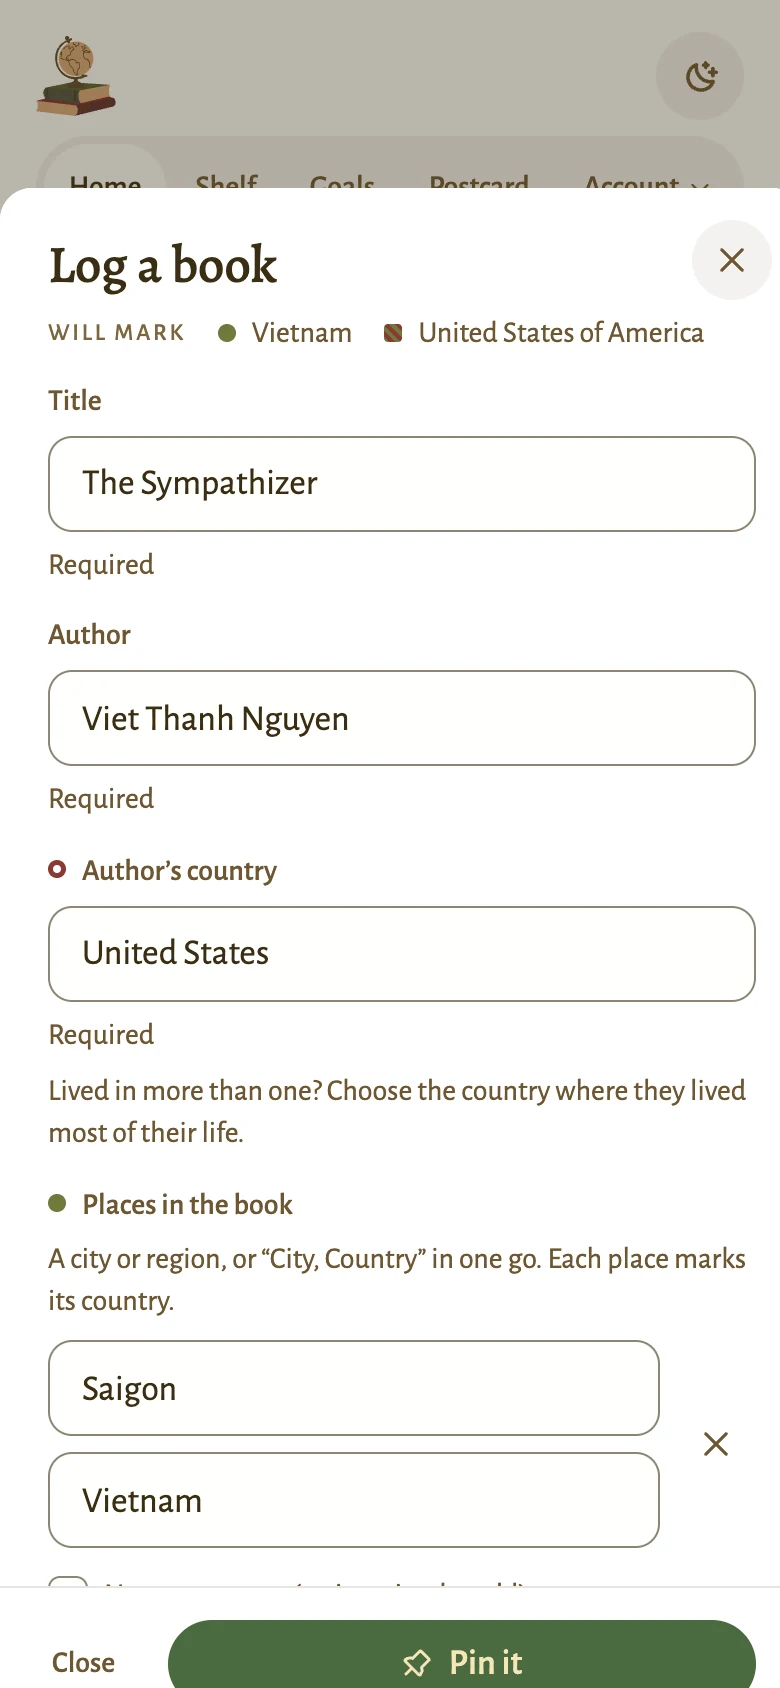 Home Shelf Goals Postcard Account
Log a book
WILL MARK Vietnam United States of America
Title
The Sympathizer
Required
Author
Viet Thanh Nguyen
Required
Author’s country
United States
Required
Lived in more than one? Choose the country where they lived
most of their life.
Places in the book
A city or region, or “City, Country” in one go. Each place marks
its country.
Saigon
Vietnam
Close Pin it